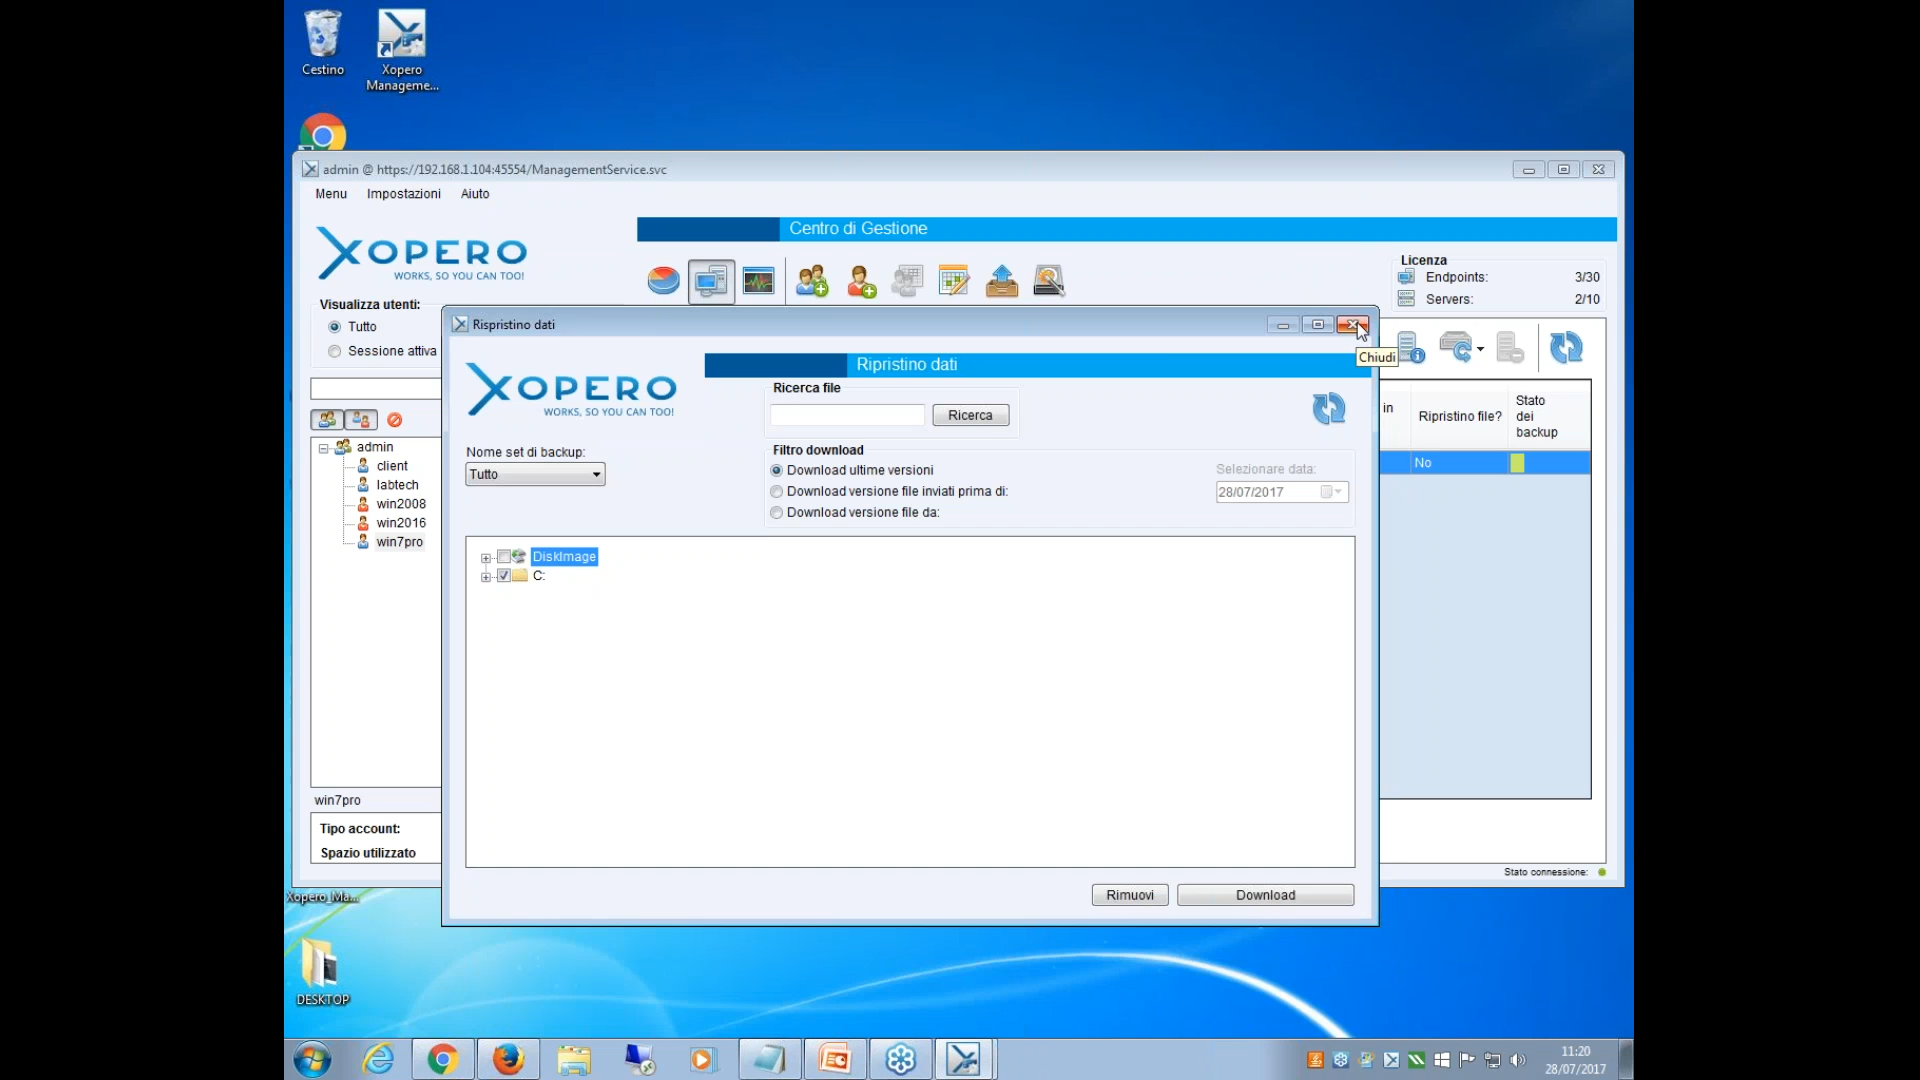 Cestino
Xopero
Manageme...
admin @ https://192.168.1.104:45554/ManagementService.svc
Menu Impostazioni Aiuto
Centro di Gestione
XOPERO
WORKS, SO YOU CAN TOO!
Licenza
Endpoints: 3/30
Servers: 2/10
Visualizza utenti:
Tutto
Sessione attiva
Rispristino dati
Chiudi
Ripristino dati
XOPERO
WORKS, SO YOU CAN TOO!
Ricerca file
Ricerca
Nome set di backup:
Tutto
Filtro download
Download ultime versioni
Download versione file inviati prima di:
Download versione file da:
Selezionare data:
28/07/2017
in
Ripristino file?
Stato
dei
backup
No
admin
client
labtech
win2008
win2016
win7pro
DiskImage
C:
win7pro
Tipo account:
Spazio utilizzato
Rimuovi
Download
Stato connessione:
Xopero_Ma...
DESKTOP
11:20
28/07/2017